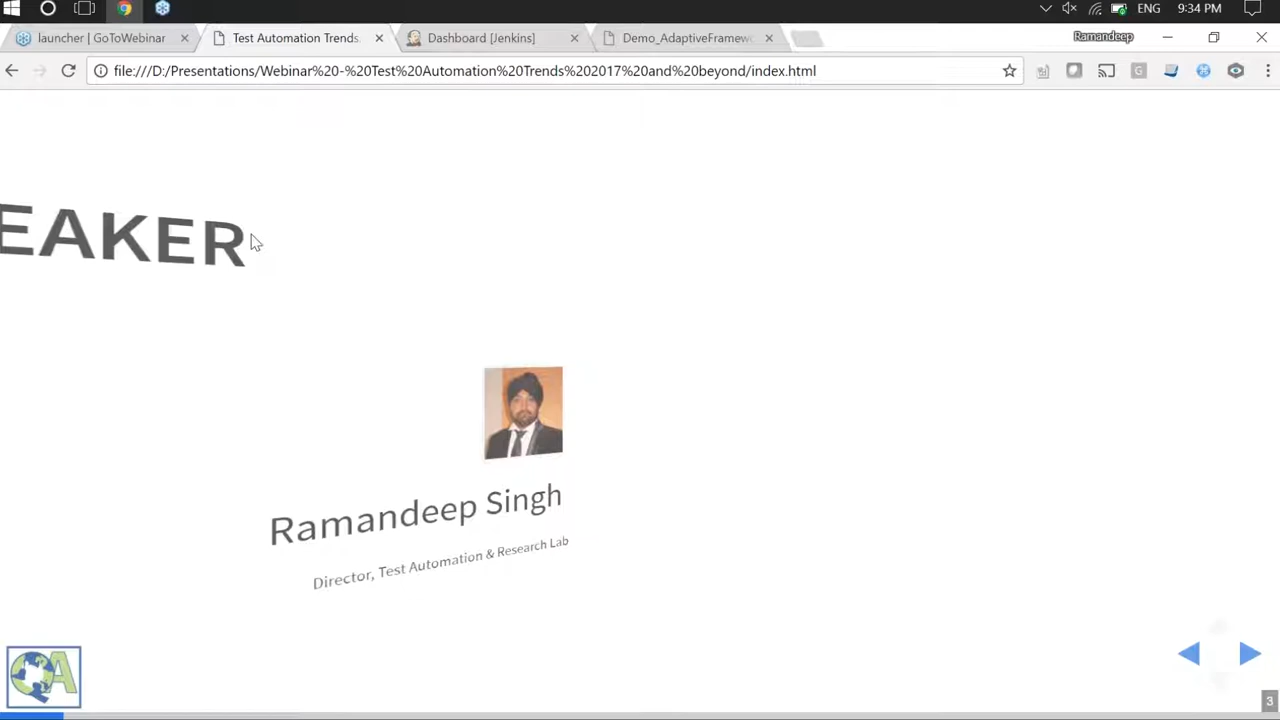 ENG 9:34 PM
launcher | GoToWebinar
Test Automation Trends
Dashboard [Jenkins]
Demo_AdaptiveFramew
Ramandeep
file:///D:/Presentations/Webinar%20-%20Test%20Automation%20Trends%202017%20and%20beyond/index.html
EAKER
Ramandeep Singh
Director, Test Automation & Research Lab
QA
3